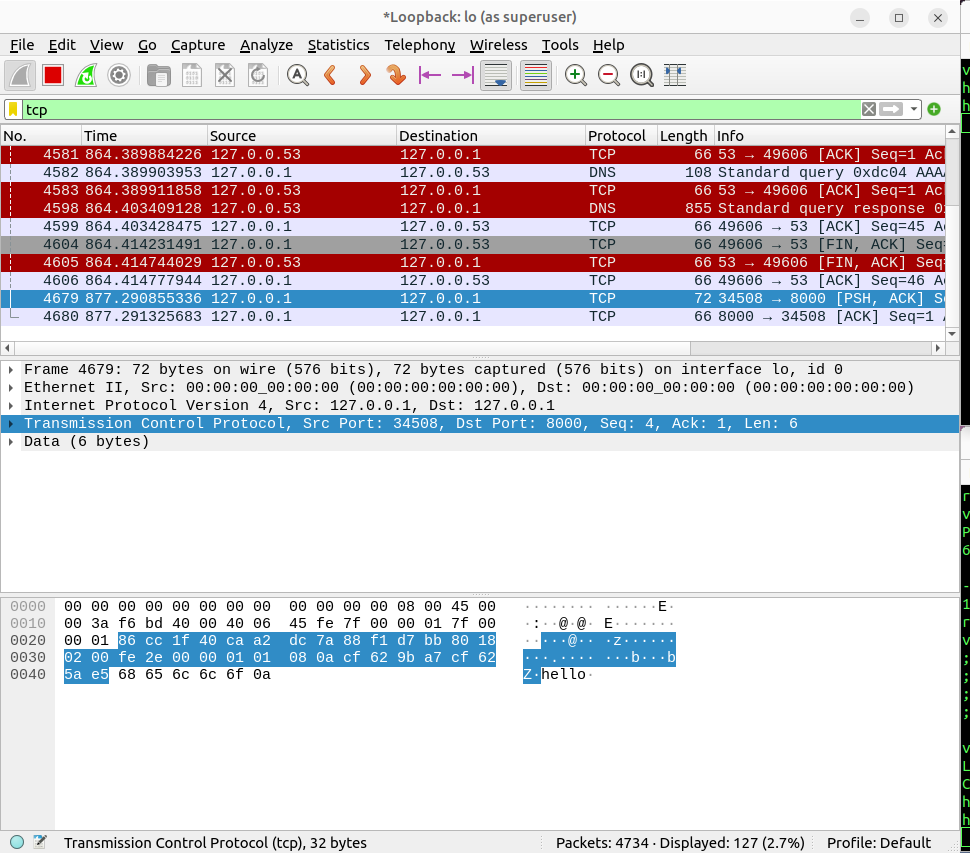 *Loopback: lo (as superuser)
File Edit View Go Capture Analyze Statistics Telephony Wireless Tools Help
tcp
No. Time Source Destination Protocol Length Info
4581 864.389884226 127.0.0.53 127.0.0.1 TCP 66 53 → 49606 [ACK] Seq=1 Ac
4582 864.389903953 127.0.0.1 127.0.0.53 DNS 108 Standard query 0xdc04 AAAA
4583 864.389911858 127.0.0.53 127.0.0.1 TCP 66 53 → 49606 [ACK] Seq=1 Ac
4598 864.403409128 127.0.0.53 127.0.0.1 DNS 855 Standard query response 0
4599 864.403428475 127.0.0.1 127.0.0.53 TCP 66 49606 → 53 [ACK] Seq=45 A
4604 864.414231491 127.0.0.1 127.0.0.53 TCP 66 49606 → 53 [FIN, ACK] Seq=
4605 864.414744029 127.0.0.53 127.0.0.1 TCP 66 53 → 49606 [FIN, ACK] Seq=
4606 864.414777944 127.0.0.1 127.0.0.53 TCP 66 49606 → 53 [ACK] Seq=46 A
4679 877.290855336 127.0.0.1 127.0.0.1 TCP 72 34508 → 8000 [PSH, ACK] S
4680 877.291325683 127.0.0.1 127.0.0.1 TCP 66 8000 → 34508 [ACK] Seq=1 A
Frame 4679: 72 bytes on wire (576 bits), 72 bytes captured (576 bits) on interface lo, id 0
Ethernet II, Src: 00:00:00_00:00:00 (00:00:00:00:00:00), Dst: 00:00:00_00:00:00 (00:00:00:00:00:00)
Internet Protocol Version 4, Src: 127.0.0.1, Dst: 127.0.0.1
Transmission Control Protocol, Src Port: 34508, Dst Port: 8000, Seq: 4, Ack: 1, Len: 6
Data (6 bytes)
0000 00 00 00 00 00 00 00 00 00 00 00 00 08 00 45 00 ········ ······E·
0010 00 3a f6 bd 40 00 40 06 45 fe 7f 00 00 01 7f 00 ·:··@·@· E·······
0020 00 01 86 cc 1f 40 ca a2 dc 7a 88 f1 d7 bb 80 18 ·····@·· ·z······
0030 02 00 fe 2e 00 00 01 01 08 0a cf 62 9b a7 cf 62 ···.···· ···b···b
0040 5a e5 68 65 6c 6c 6f 0a Z·hello·
Transmission Control Protocol (tcp), 32 bytes Packets: 4734 · Displayed: 127 (2.7%) Profile: Default